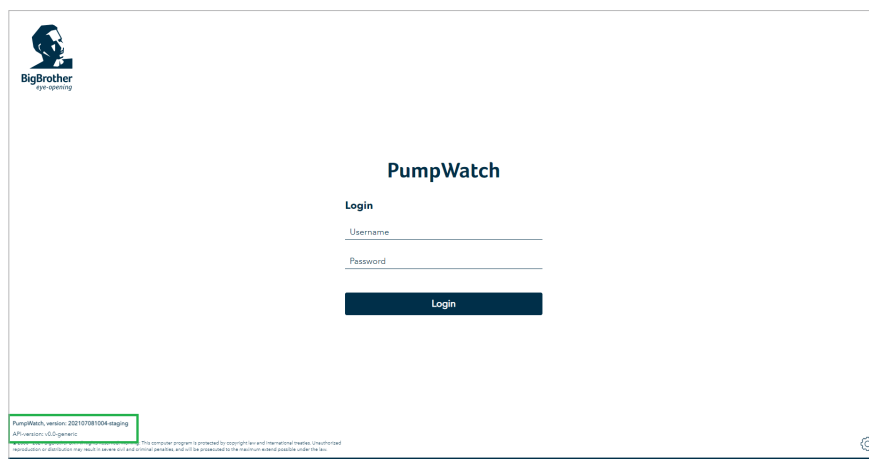 BigBrother
eye-opening
PumpWatch
Login
Username
Password
Login
PumpWatch, version: 202107081004-staging
API-version: v0.0-generic
This computer program is protected by copyright law and international treaties. Unauthorized
reproduction or distribution may result in severe civil and criminal penalties, and will be prosecuted to the maximum extend possible under the law.